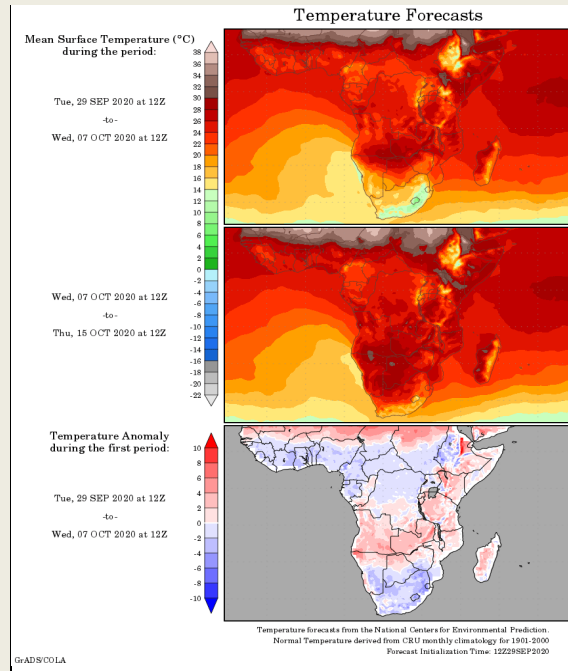 Temperature Forecasts
Mean Surface Temperature (°C)
during the period:
Tue, 29 SEP 2020 at 12Z
-to-
Wed, 07 OCT 2020 at 12Z
38
36
34
32
30
28
26
24
22
20
18
16
14
12
10
8
6
4
2
0
-2
-4
-6
-8
-10
-12
-14
-16
-18
-20
-22
Wed, 07 OCT 2020 at 12Z
-to-
Thu, 15 OCT 2020 at 12Z
Temperature Anomaly
during the first period:
Tue, 29 SEP 2020 at 12Z
-to-
Wed, 07 OCT 2020 at 12Z
10
8
6
4
2
0
-2
-4
-6
-8
-10
Temperature forecasts from the National Centers for Environmental Prediction.
Normal Temperature derived from CRU monthly climatology for 1901-2000
Forecast Initialization Time: 12Z29SEP2020
GrADS/COLA